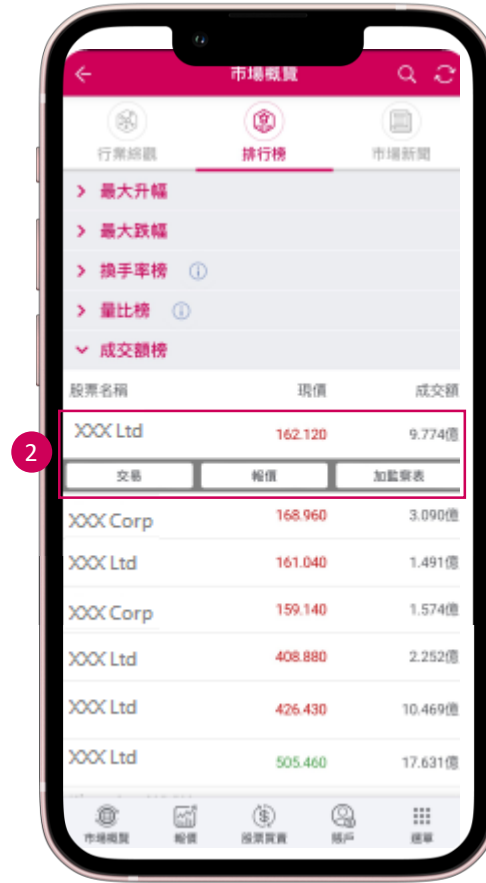 市場概覽
行業綜觀 排行榜 市場新聞
最大升幅
最大跌幅
換手率榜
量比榜
成交額榜
股票名稱 現價 成交額
XXX Ltd 162.120 9.774億
2
交易 報價 加監察表
XXX Corp 168.960 3.090億
XXX Ltd 161.040 1.491億
XXX Corp 159.140 1.574億
XXX Ltd 408.880 2.252億
XXX Ltd 426.430 10.469億
XXX Ltd 505.460 17.631億
市場概覽 報價 股票買賣 賬戶 選單